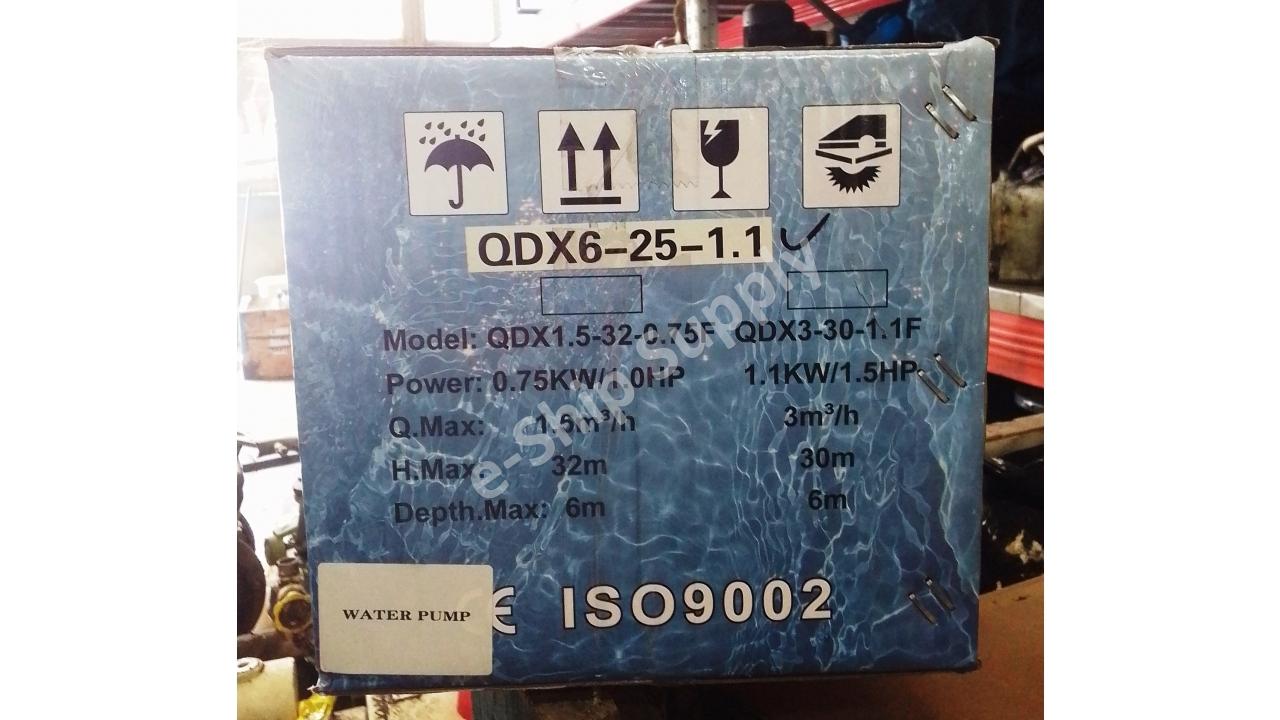 QDX6-25-1.1
Model: QDX1.5-32-0.75F QDX3-30-1.1F
Power: 0.75KW/1.0HP 1.1KW/1.5HP
Q.Max: 1.5m³/h 3m³/h
H.Max: 32m 30m
Depth.Max: 6m 6m
CE ISO9002
WATER PUMP
e-Ship Supply